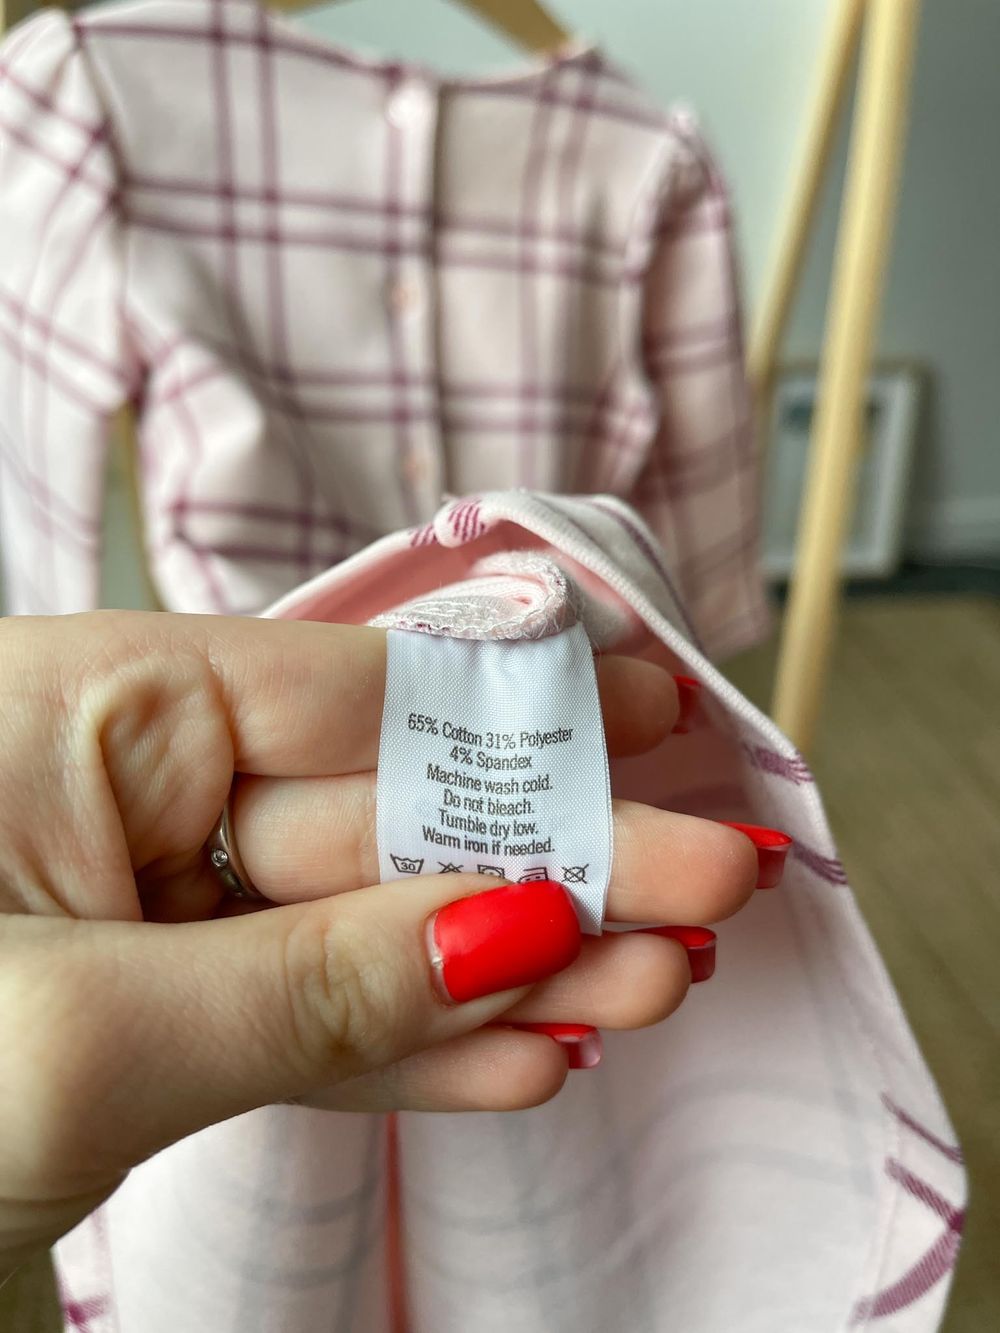 65% Cotton 31% Polyester
4% Spandex
Machine wash cold.
Do not bleach.
Tumble dry low.
Warm iron if needed.
30